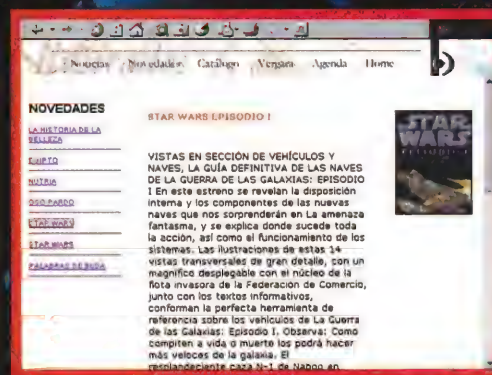 Noticias Novedades Catálogo Vergara Agenda Home
NOVEDADES
LA HISTORIA DE LA
BELLEZA
EGIPTO
NUTRIA
OSO PARDO
STAR WARS
STAR WARS
PALABRAS DE BUDA
STAR WARS EPISODIO I
VISTAS EN SECCIÓN DE VEHÍCULOS Y
NAVES, LA GUÍA DEFINITIVA DE LAS NAVES
DE LA GUERRA DE LAS GALAXIAS: EPISODIO
I En este estreno se revelan la disposición
interna y los componentes de las nuevas
naves que nos sorprenderán en La amenaza
fantasma, y se explica donde sucede toda
la acción, así como el funcionamiento de los
sistemas. Las ilustraciones de estas 14
vistas transversales de gran detalle, con un
magnífico desplegable con el núcleo de la
flota invasora de la Federación de Comercio,
junto con los textos informativos,
conforman la perfecta herramienta de
referencia sobre los vehículos de La Guerra
de las Galaxias: Episodio I. Observa: Como
compiten a vida o muerte los podrá hacer
más veloces de la galaxia. El
resplandeciente caza N-1 de Naboo en
STAR
WARS
EPISODIO I